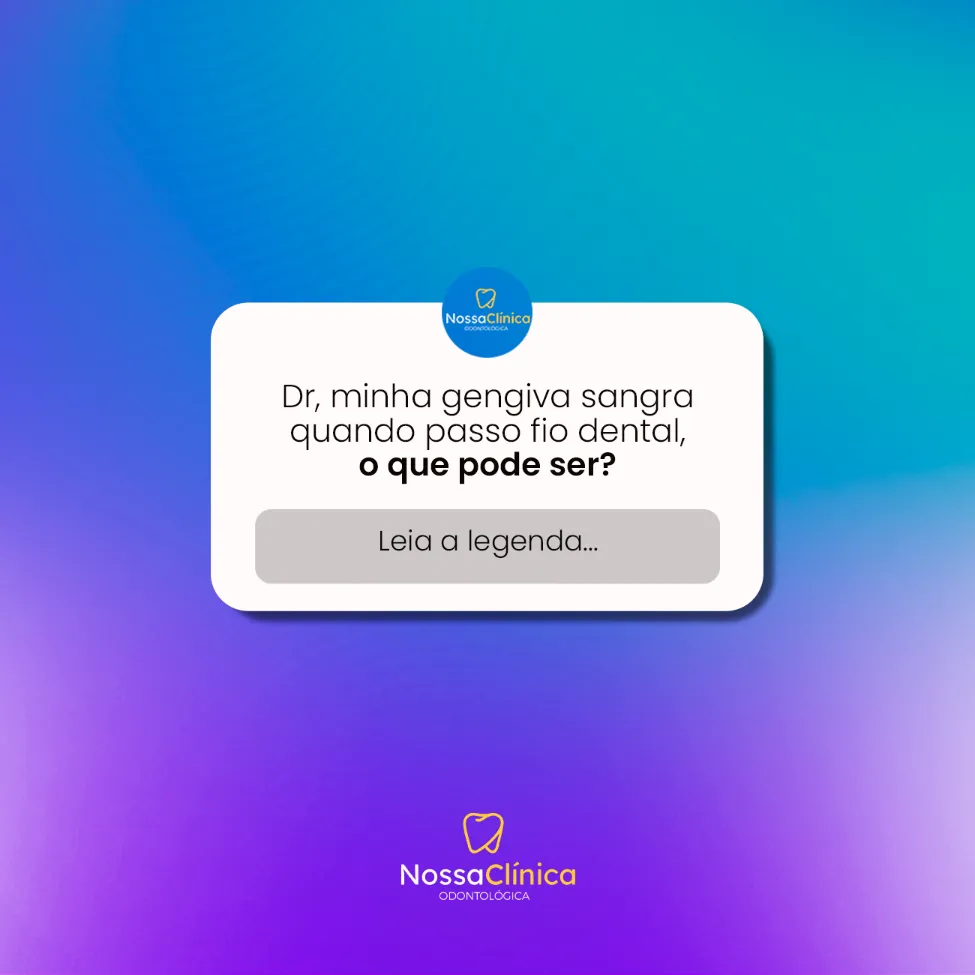 NossaClínica
ODONTOLÓGICA
Dr, minha gengiva sangra
quando passo fio dental,
o que pode ser?
Leia a legenda...
NossaClínica
ODONTOLÓGICA